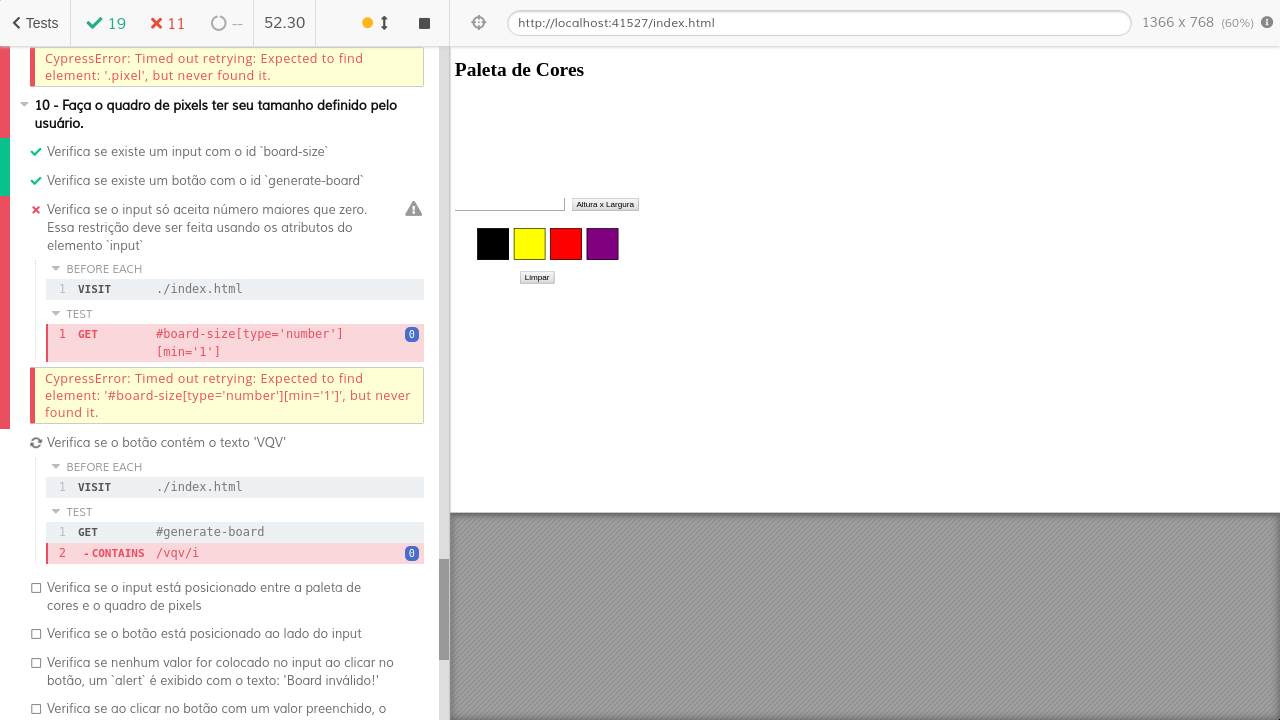 Tests 19 11 -- 52.30 http://localhost:41527/index.html 1366 x 768 (60%)
CypressError: Timed out retrying: Expected to find
element: '.pixel', but never found it.
10 - Faça o quadro de pixels ter seu tamanho definido pelo
usuário.
Verifica se existe um input com o id `board-size`
Verifica se existe um botão com o id `generate-board`
Verifica se o input só aceita número maiores que zero.
Essa restrição deve ser feita usando os atributos do
elemento `input`
BEFORE EACH
1 VISIT ./index.html
TEST
1 GET #board-size[type='number'] 0
[min='1']
CypressError: Timed out retrying: Expected to find
element: '#board-size[type='number'][min='1']', but never
found it.
Verifica se o botão contém o texto 'VQV'
BEFORE EACH
1 VISIT ./index.html
TEST
1 GET #generate-board
2 -CONTAINS /vqv/i 0
Verifica se o input está posicionado entre a paleta de
cores e o quadro de pixels
Verifica se o botão está posicionado ao lado do input
Verifica se nenhum valor for colocado no input ao clicar no
botão, um `alert` é exibido com o texto: 'Board inválido!'
Verifica se ao clicar no botão com um valor preenchido, o
Paleta de Cores
Altura x Largura
Limpar